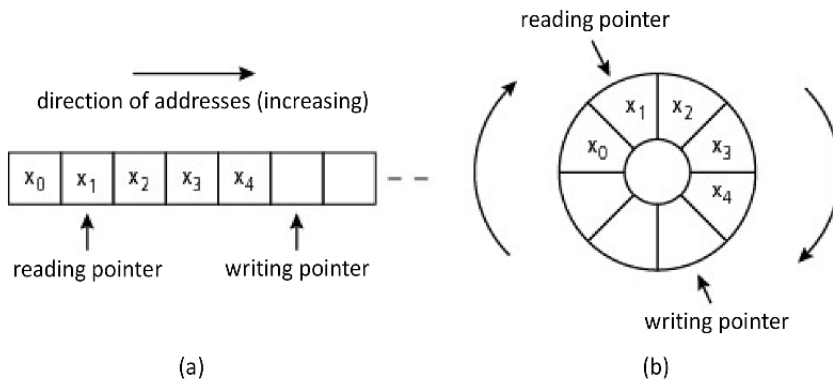 direction of addresses (increasing)
x0 x1 x2 x3 x4
reading pointer
writing pointer
(a)
reading pointer
x0 x1 x2 x3 x4
writing pointer
(b)